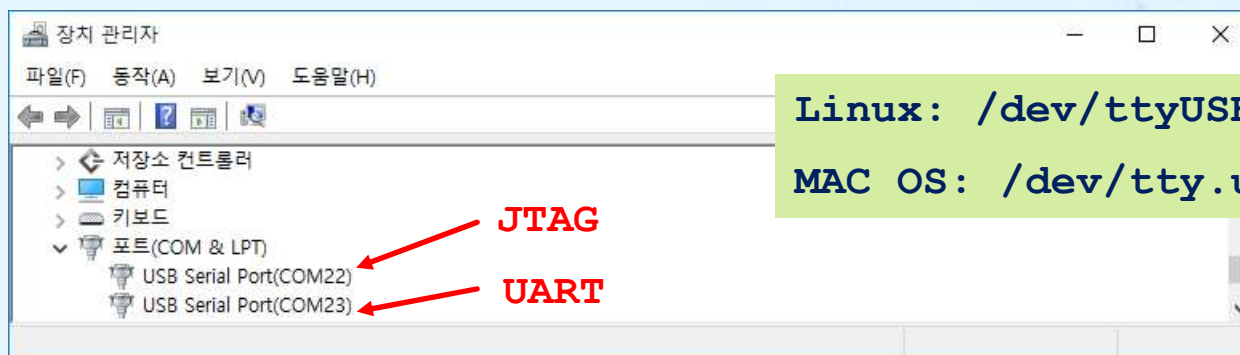 장치 관리자
파일(F) 동작(A) 보기(V) 도움말(H)
Linux: /dev/ttyUSB
MAC OS: /dev/tty.u
저장소 컨트롤러
컴퓨터
키보드
포트(COM & LPT)
JTAG
USB Serial Port(COM22)
UART
USB Serial Port(COM23)